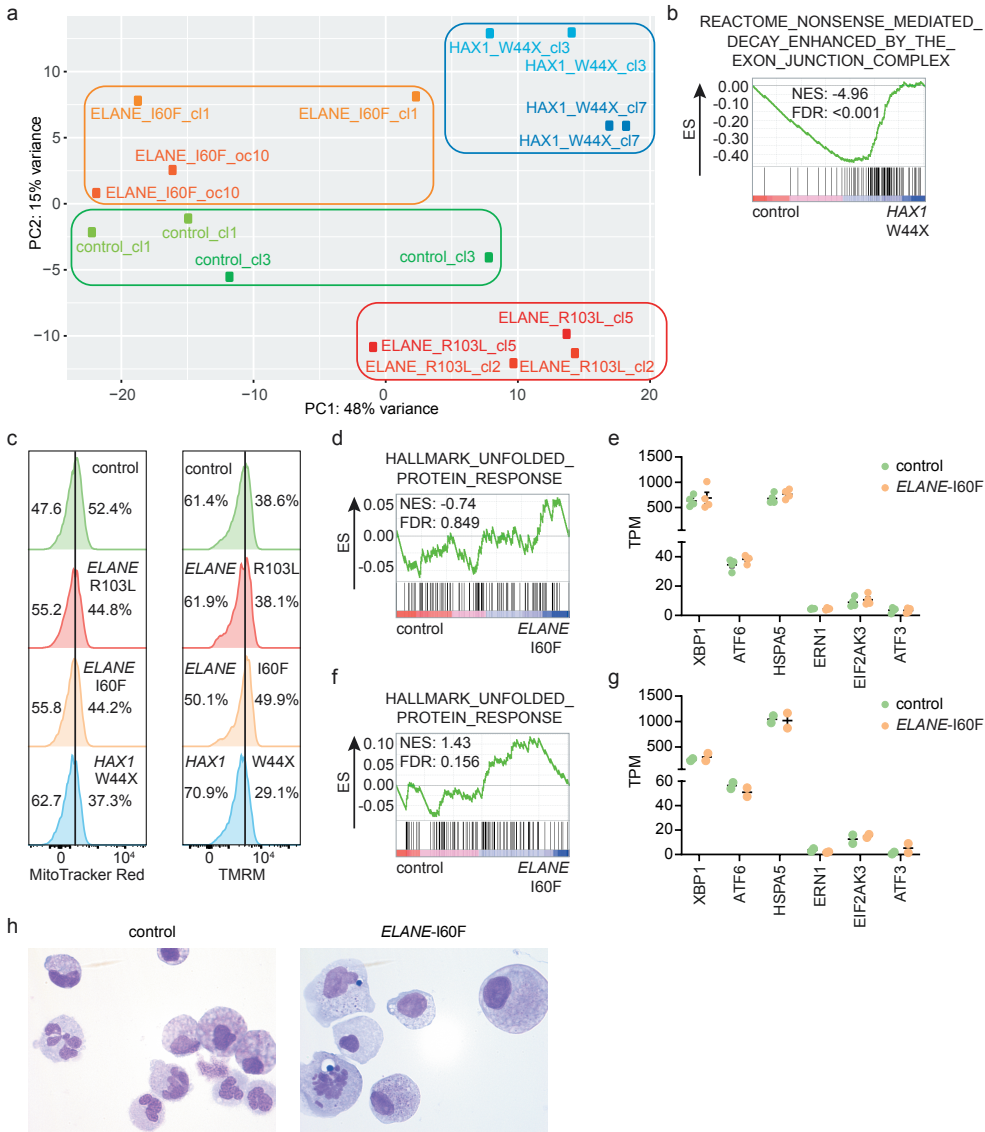 a
PC2: 15% variance
10
5
0
−5
−10
−20
−10
0
10
20
PC1: 48% variance
HAX1_W44X_cl3
HAX1_W44X_cl3
HAX1_W44X_cl7
HAX1_W44X_cl7
ELANE_I60F_cl1
ELANE_I60F_cl1
ELANE_I60F_oc10
ELANE_I60F_oc10
control_cl1
control_cl1
control_cl3
control_cl3
ELANE_R103L_cl5
ELANE_R103L_cl5
ELANE_R103L_cl2
ELANE_R103L_cl2
b
REACTOME_NONSENSE_MEDIATED_
DECAY_ENHANCED_BY_THE_
EXON_JUNCTION_COMPLEX
ES
0.00
-0.10
-0.20
-0.30
-0.40
NES: -4.96
FDR: <0.001
control
HAX1
W44X
c
control
47.6
52.4%
ELANE
R103L
55.2
44.8%
ELANE
I60F
55.8
44.2%
HAX1
W44X
62.7
37.3%
0
10⁴
MitoTracker Red
control
61.4%
38.6%
ELANE R103L
61.9%
38.1%
ELANE I60F
50.1%
49.9%
HAX1 W44X
70.9%
29.1%
0
10⁴
TMRM
d
HALLMARK_UNFOLDED_
PROTEIN_RESPONSE
ES
0.05
0.00
-0.05
NES: -0.74
FDR: 0.849
control
ELANE
I60F
e
TPM
1500
1000
500
40
20
0
control
ELANE-I60F
XBP1
ATF6
HSPA5
ERN1
EIF2AK3
ATF3
f
HALLMARK_UNFOLDED_
PROTEIN_RESPONSE
ES
0.10
0.05
0.00
-0.05
NES: 1.43
FDR: 0.156
control
ELANE
I60F
g
TPM
1500
1000
500
60
40
20
0
control
ELANE-I60F
XBP1
ATF6
HSPA5
ERN1
EIF2AK3
ATF3
h
control
ELANE-I60F